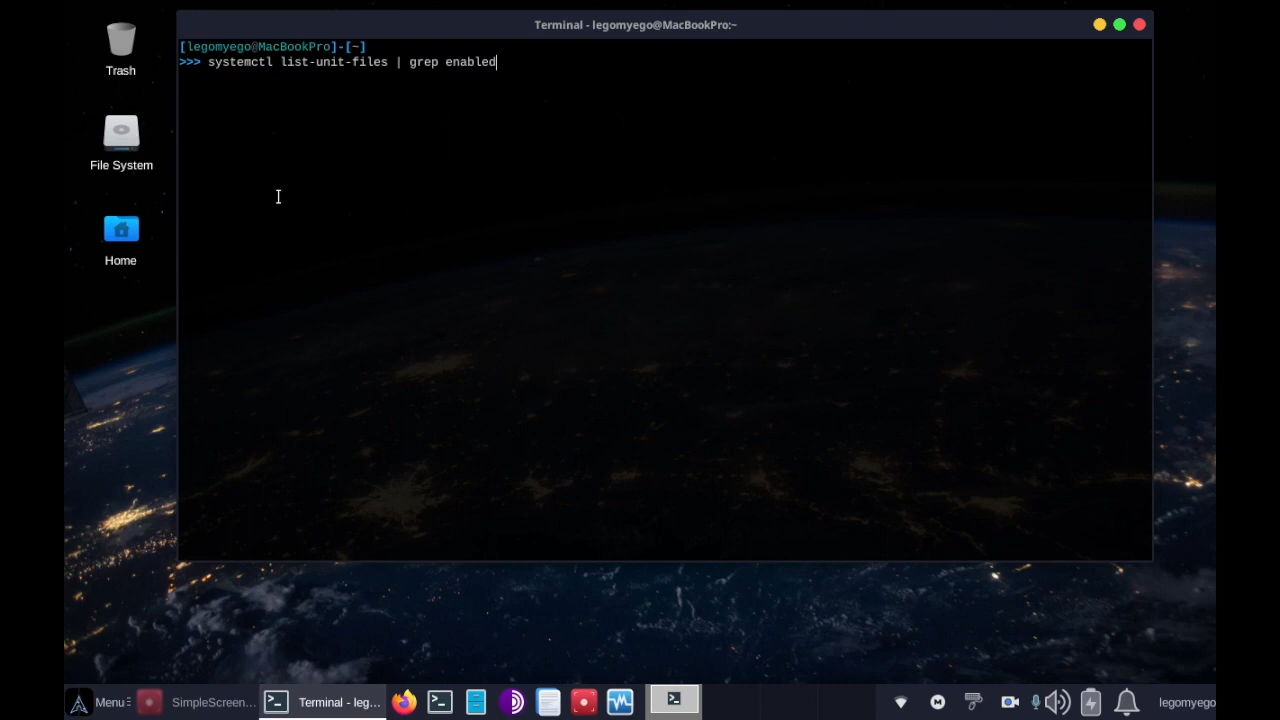 Terminal - legomyego@MacBookPro:~
[legomyego@MacBookPro]-[~]
>>> systemctl list-unit-files | grep enabled
Trash
File System
Home
Menu
SimpleScreen...
Terminal - leg...
legomyego